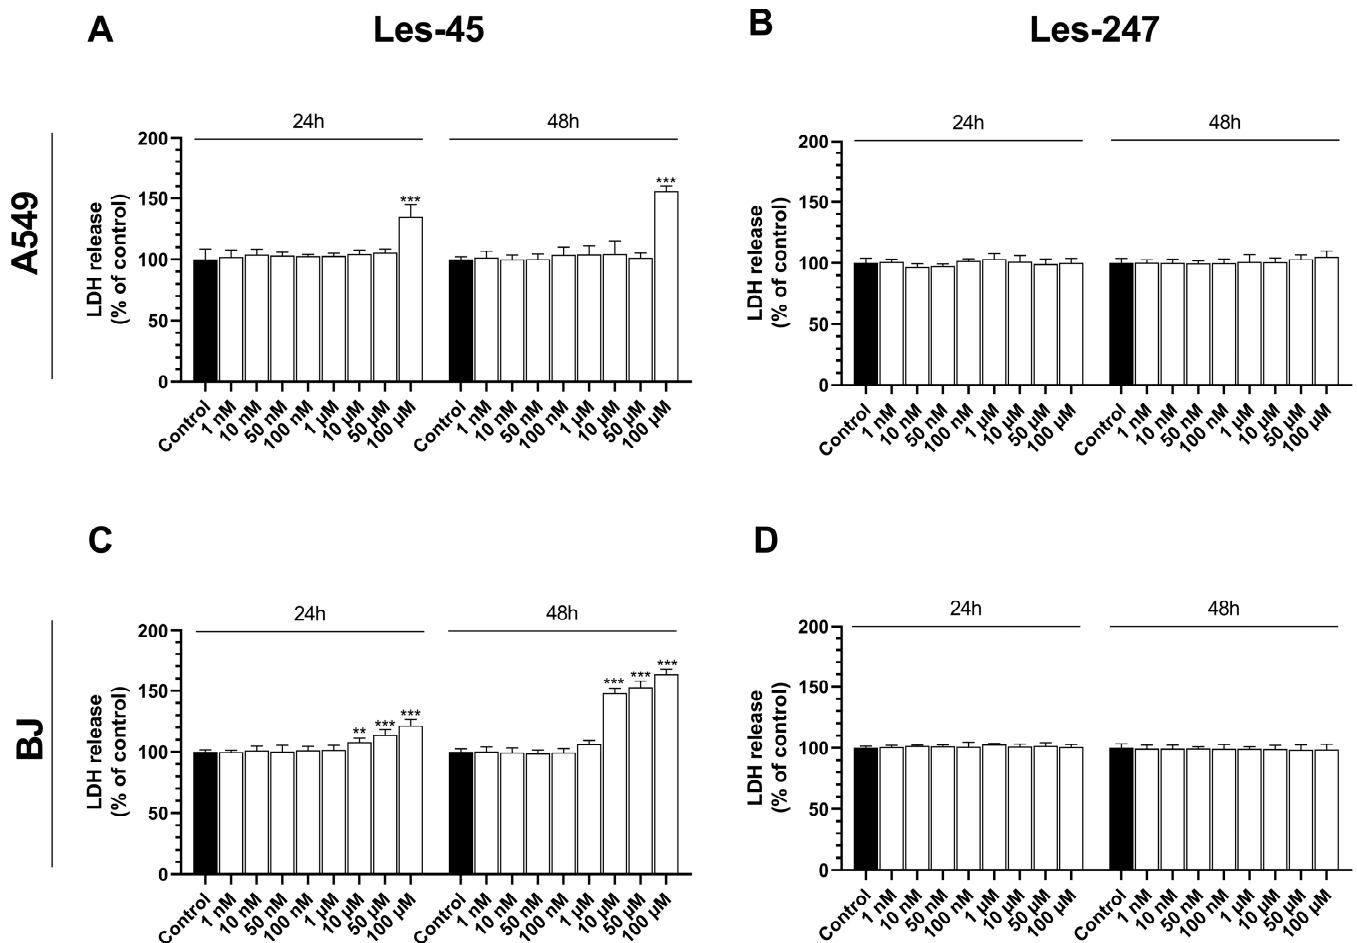 A
Les-45
B
Les-247
A549
24h
48h
LDH release
(% of control)
200
150
100
50
0
***
***
Control
1 nM
10 nM
50 nM
100 nM
1 µM
10 µM
50 µM
100 µM
Control
1 nM
10 nM
50 nM
100 nM
1 µM
10 µM
50 µM
100 µM
24h
48h
LDH release
(% of control)
200
150
100
50
0
Control
1 nM
10 nM
50 nM
100 nM
1 µM
10 µM
50 µM
100 µM
Control
1 nM
10 nM
50 nM
100 nM
1 µM
10 µM
50 µM
100 µM
C
D
BJ
24h
48h
LDH release
(% of control)
200
150
100
50
0
**
***
***
***
***
***
Control
1 nM
10 nM
50 nM
100 nM
1 µM
10 µM
50 µM
100 µM
Control
1 nM
10 nM
50 nM
100 nM
1 µM
10 µM
50 µM
100 µM
24h
48h
LDH release
(% of control)
200
150
100
50
0
Control
1 nM
10 nM
50 nM
100 nM
1 µM
10 µM
50 µM
100 µM
Control
1 nM
10 nM
50 nM
100 nM
1 µM
10 µM
50 µM
100 µM